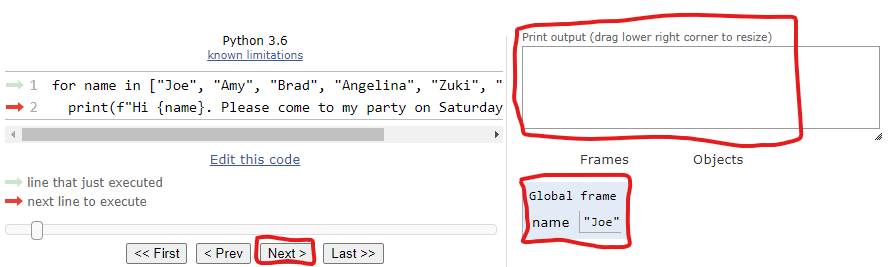 Python 3.6
known limitations
1 for name in ["Joe", "Amy", "Brad", "Angelina", "Zuki", "
2 print(f"Hi {name}. Please come to my party on Saturday
Edit this code
line that just executed
next line to execute
<< First < Prev Next > Last >>
Print output (drag lower right corner to resize)
Frames Objects
Global frame
name "Joe"